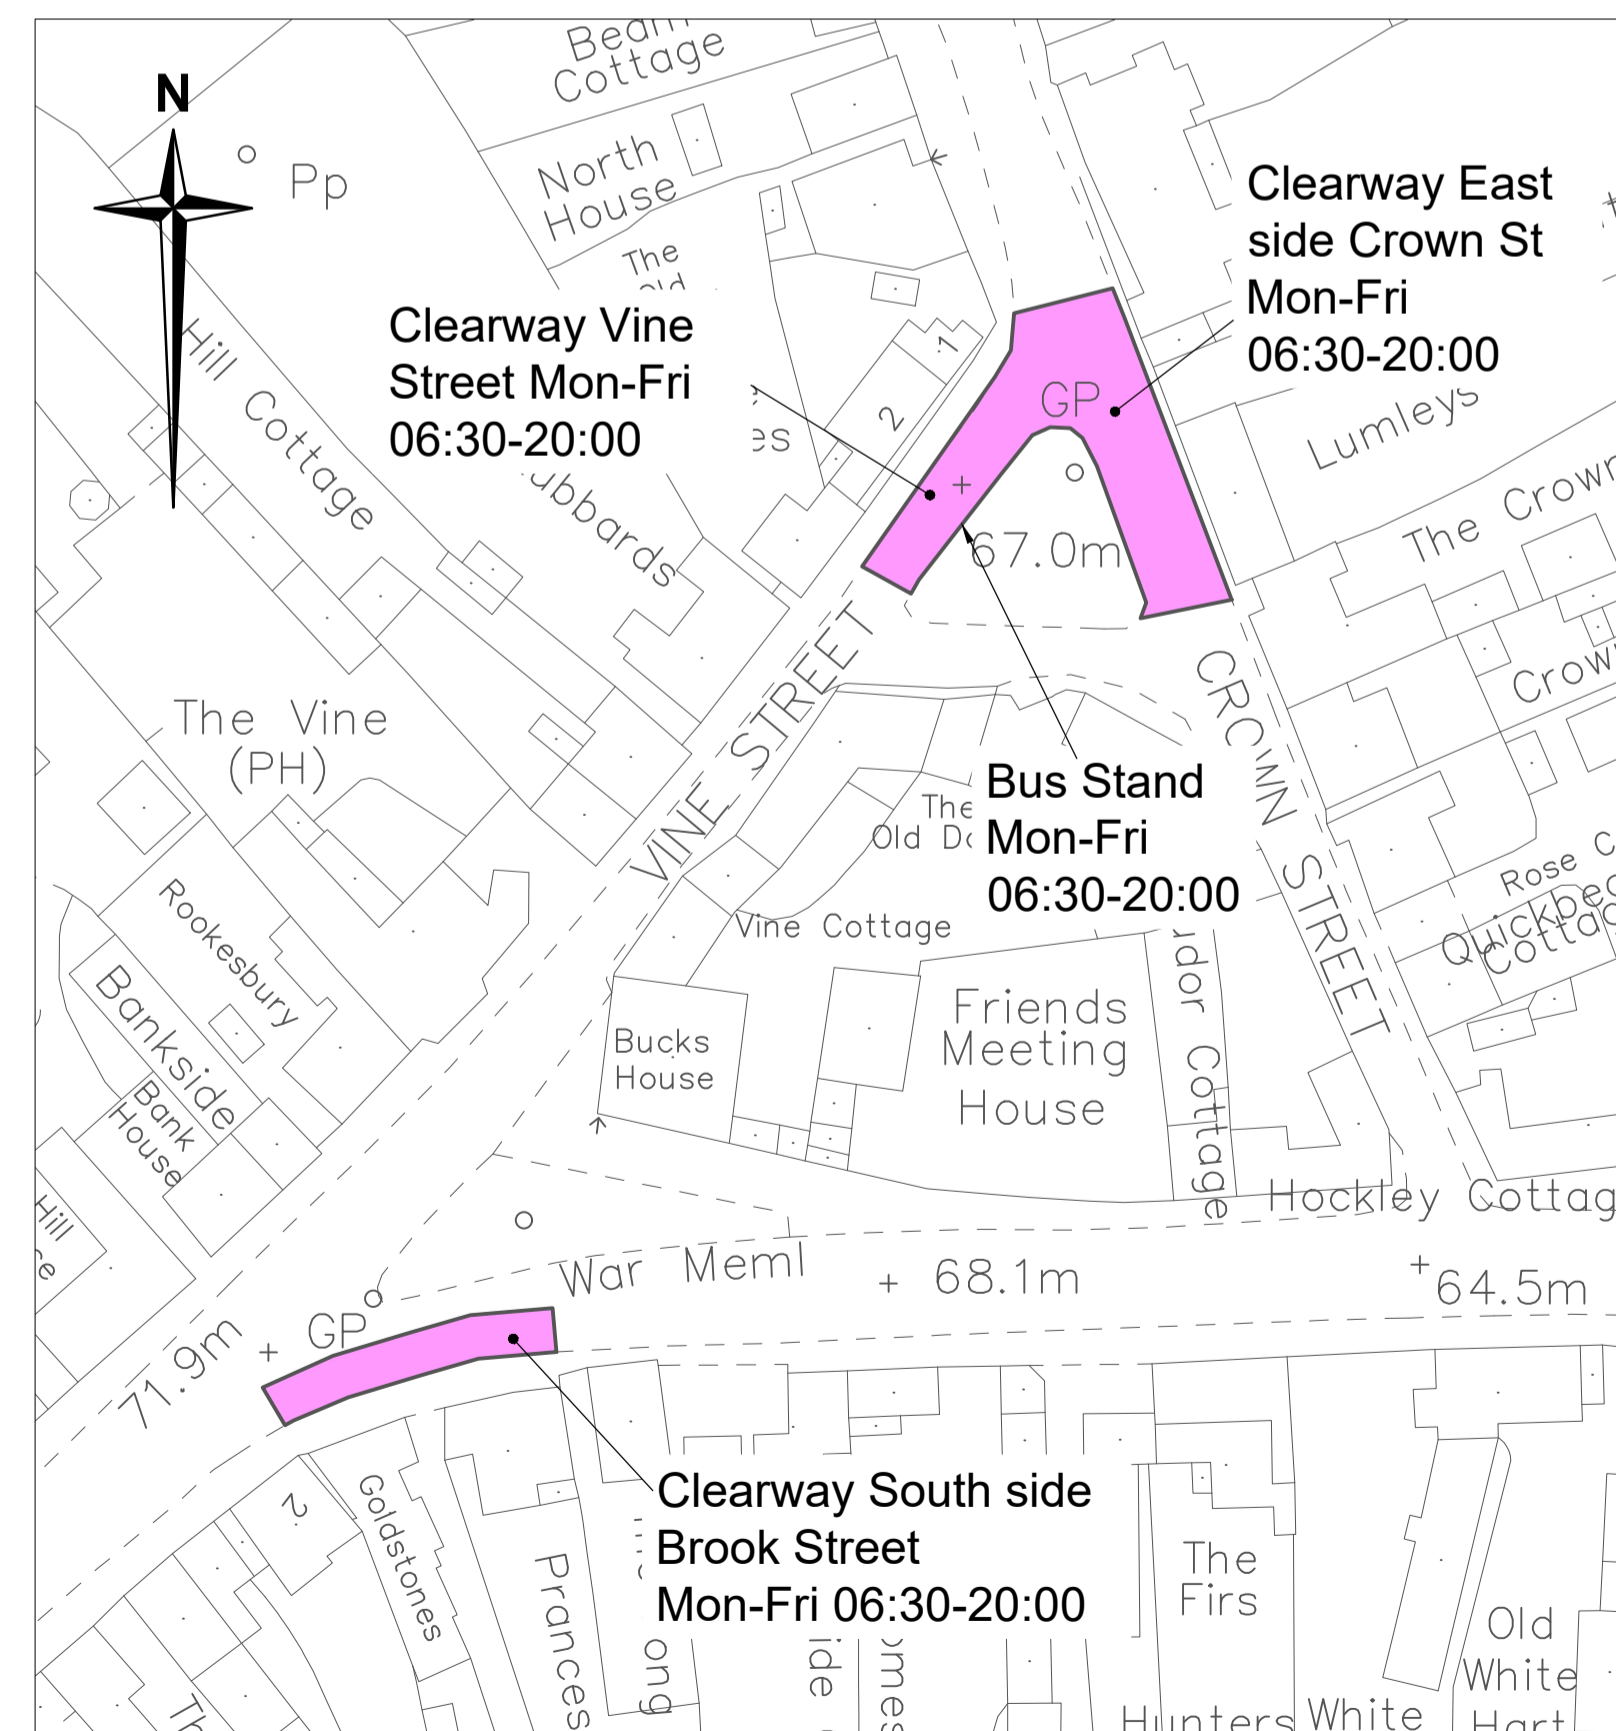 Cottage
N
Pp
North
House
The
Clearway East
side Crown St
Mon-Fri
06:30-20:00
Clearway Vine
Street Mon-Fri
06:30-20:00
Hill Cottage
1
2
GP
Lumleys
67.0m
The Crown
VINE STREET
CROWN STREET
The Vine
(PH)
Bus Stand
Mon-Fri
06:30-20:00
The
Old
Vine Cottage
Rookesbury
Bankside
Bank
House
Bucks
House
Friends
Meeting
House
Cottage
Rose
Hockley
Hill
War Meml
68.1m
64.5m
GP
71.9m
Clearway South side
Brook Street
Mon-Fri 06:30-20:00
2
Goldstones
Prances
The
Firs
Old
White
Hart
Hunters
White